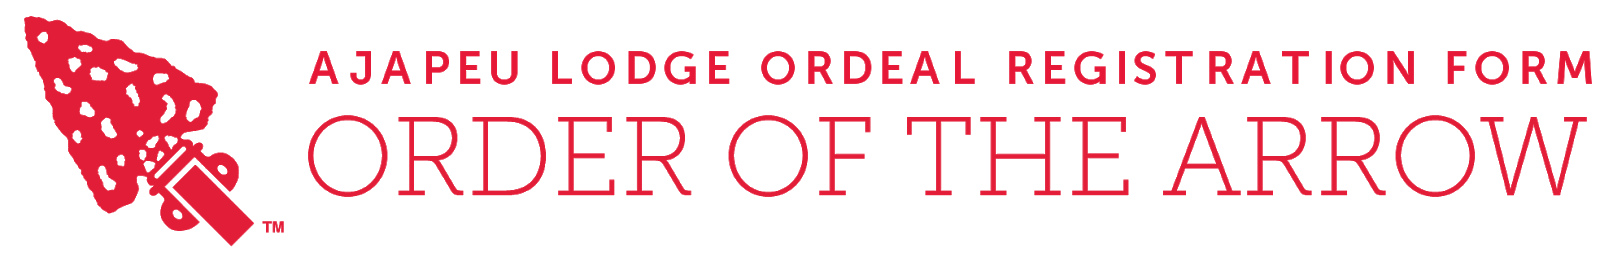 AJAPEU LODGE ORDEAL REGISTRATION FORM
ORDER OF THE ARROW
TM